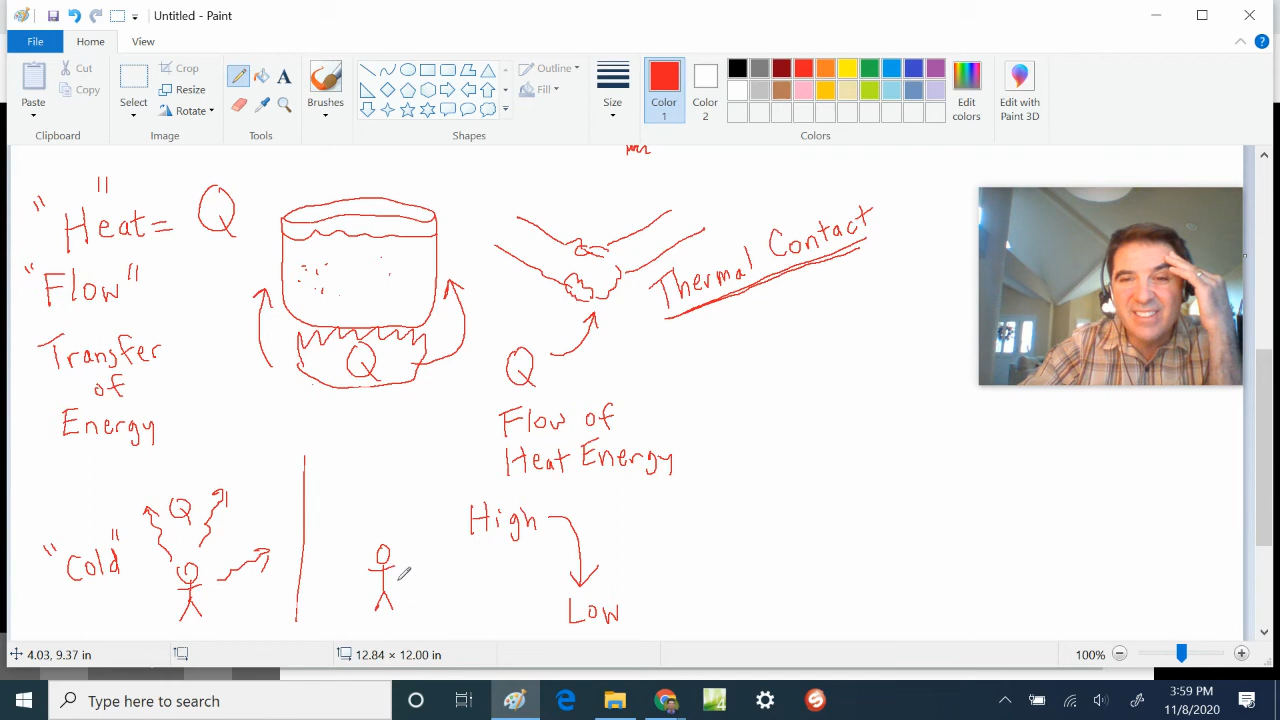 Untitled - Paint
File
Home
View
Paste
Cut
Copy
Clipboard
Select
Crop
Resize
Rotate
Image
A
Tools
Brushes
Shapes
Outline
Fill
Size
Color 1
Color 2
Edit colors
Colors
Edit with Paint 3D
"Heat" = Q
"Flow"
Transfer
of
Energy
Q
Thermal Contact
Q
Flow of
Heat Energy
High
Low
"Cold"
Q
4.03, 9.37 in
12.84 × 12.00 in
100%
Type here to search
3:59 PM
11/8/2020